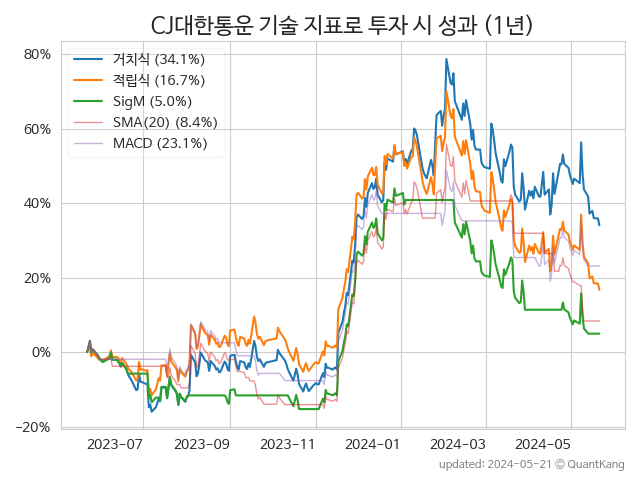 CJ대한통운 기술 지표로 투자 시 성과 (1년)
거치식 (34.1%)
적립식 (16.7%)
SigM (5.0%)
SMA(20) (8.4%)
MACD (23.1%)
80%
60%
40%
20%
0%
−20%
2023-07 2023-09 2023-11 2024-01 2024-03 2024-05
updated: 2024-05-21 © QuantKang